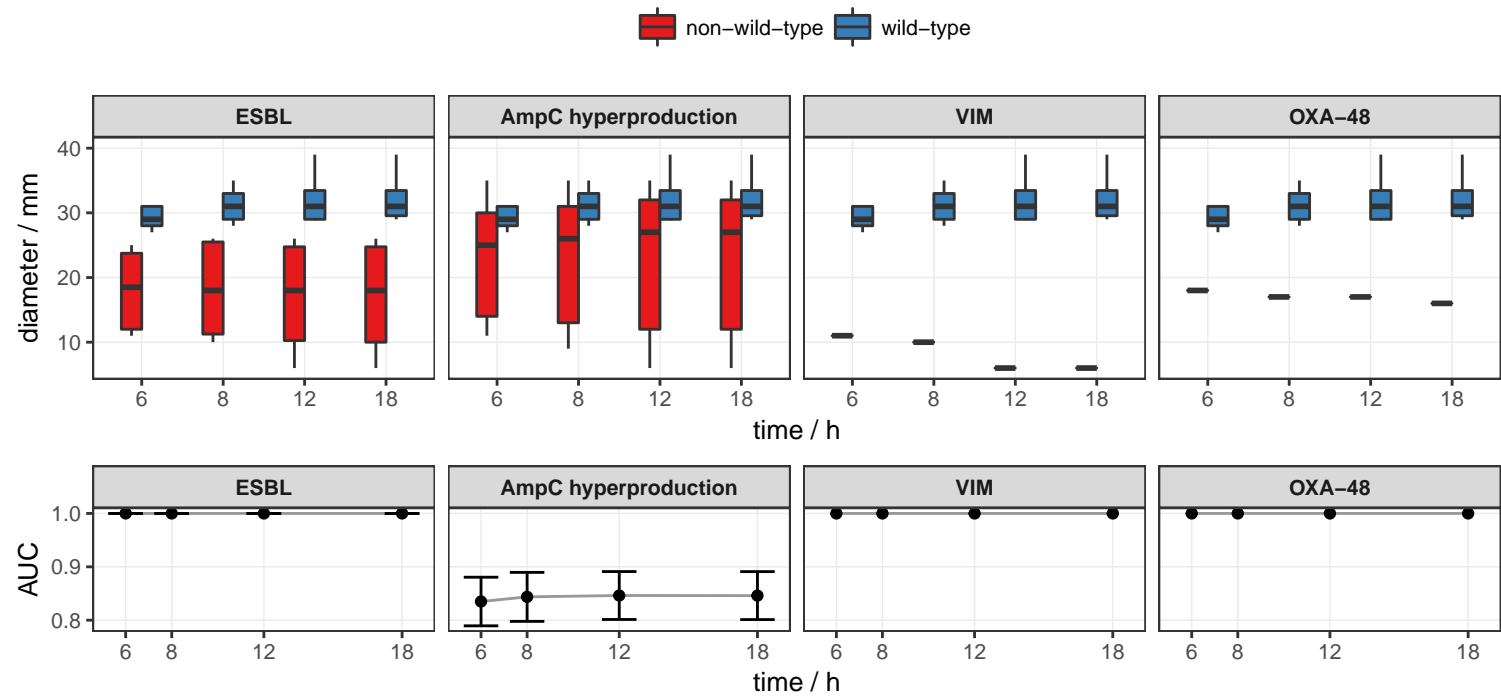 non−wild−type wild−type
ESBL AmpC hyperproduction VIM OXA−48
40
30
20
10
diameter / mm
6 8 12 18 6 8 12 18 6 8 12 18 6 8 12 18
time / h
ESBL AmpC hyperproduction VIM OXA−48
1.0
0.9
0.8
AUC
6 8 12 18 6 8 12 18 6 8 12 18 6 8 12 18
time / h